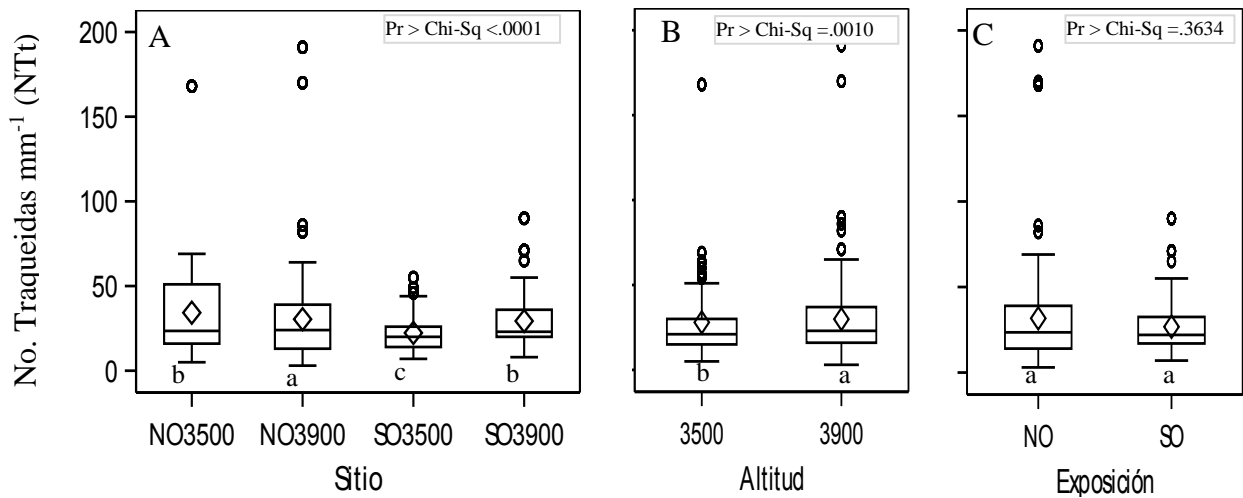 A
Pr > Chi-Sq <.0001
B
Pr > Chi-Sq =.0010
C
Pr > Chi-Sq =.3634
No. Traqueidas mm⁻¹ (NTt)
200
150
100
50
0
b a c b
b a
a a
NO3500 NO3900 SO3500 SO3900
3500 3900
NO SO
Sitio
Altitud
Exposición